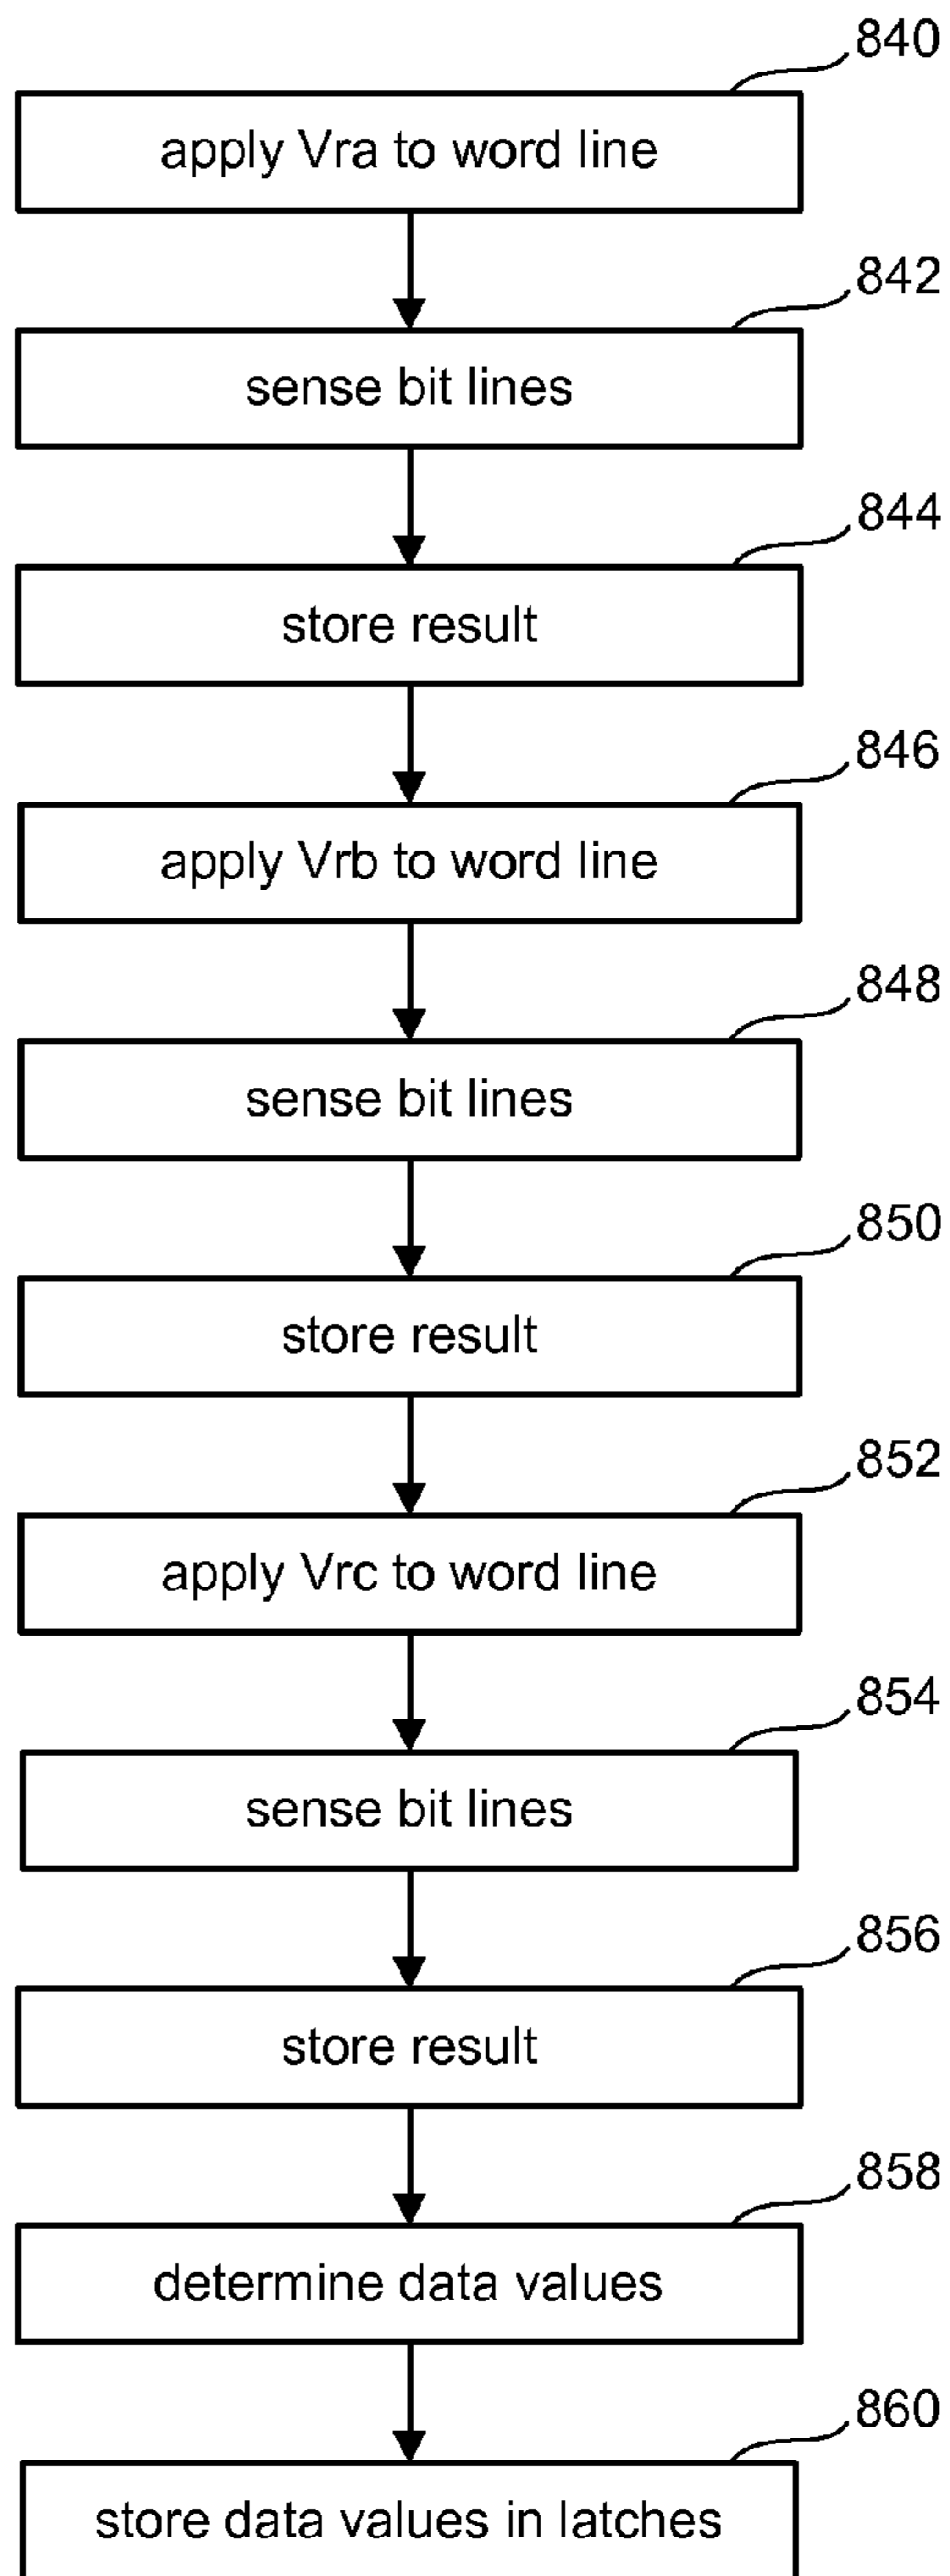 840
apply Vra to word line
842
sense bit lines
844
store result
846
apply Vrb to word line
848
sense bit lines
850
store result
852
apply Vrc to word line
854
sense bit lines
856
store result
858
determine data values
860
store data values in latches